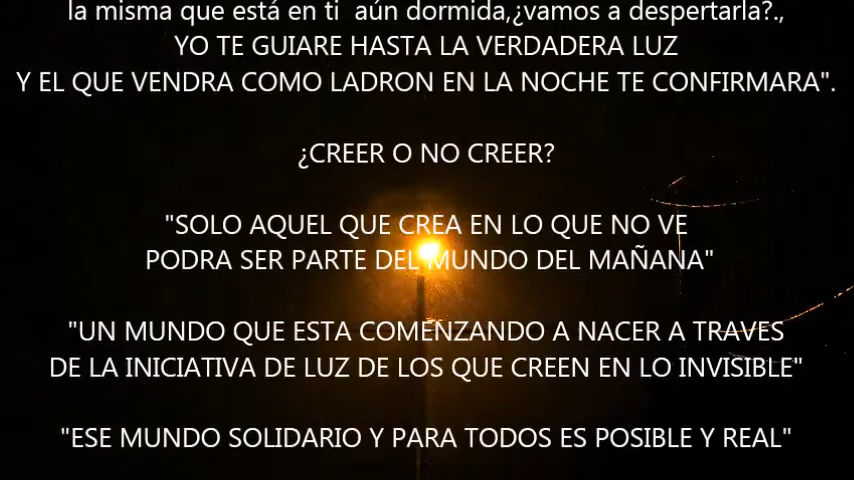 la misma que está en ti aún dormida,¿vamos a despertarla?.,
YO TE GUIARE HASTA LA VERDADERA LUZ
Y EL QUE VENDRA COMO LADRON EN LA NOCHE TE CONFIRMARA".
¿CREER O NO CREER?
"SOLO AQUEL QUE CREA EN LO QUE NO VE
PODRA SER PARTE DEL MUNDO DEL MAÑANA"
"UN MUNDO QUE ESTA COMENZANDO A NACER A TRAVES
DE LA INICIATIVA DE LUZ DE LOS QUE CREEN EN LO INVISIBLE"
"ESE MUNDO SOLIDARIO Y PARA TODOS ES POSIBLE Y REAL"